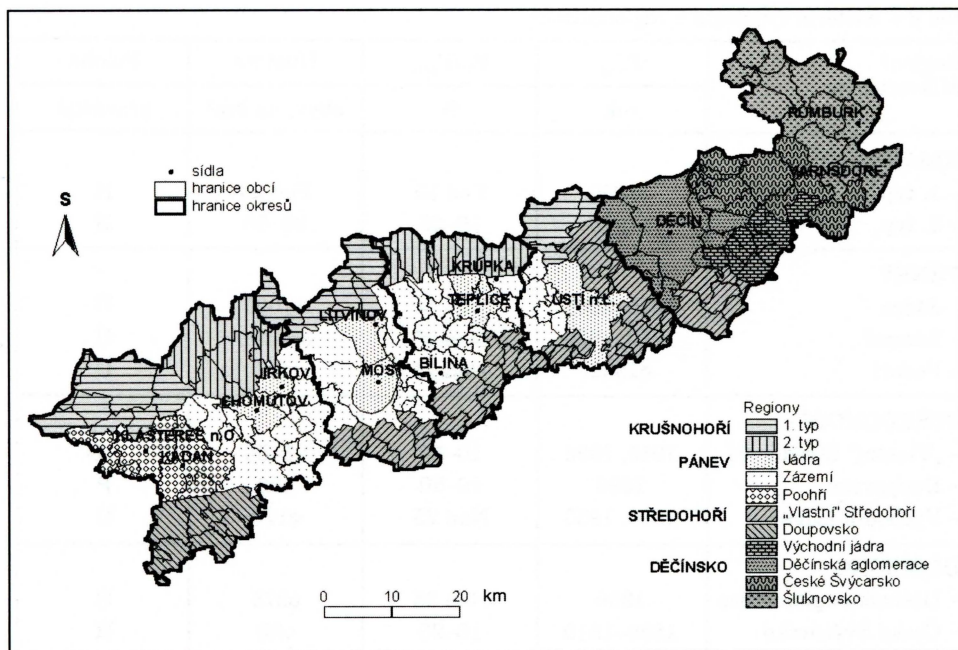 RUMBURK
VARNSDORF
sídla
hranice obcí
hranice okresů
S
DĚČÍN
KRUPKA
TEPLICE
ÚSTÍ n.L.
LITVÍNOV
BÍLINA
MOST
JIRKOV
CHOMUTOV
KLÁŠTEREC n.O.
KADAŇ
Regiony
KRUŠNOHOŘÍ
1. typ
2. typ
PÁNEV
Jádra
Zázemí
Poohří
STŘEDOHOŘÍ
„Vlastní" Středohoří
Doupovsko
Východní jádra
DĚČÍNSKO
Děčínská aglomerace
České Švýcarsko
Šluknovsko
0 10 20 km